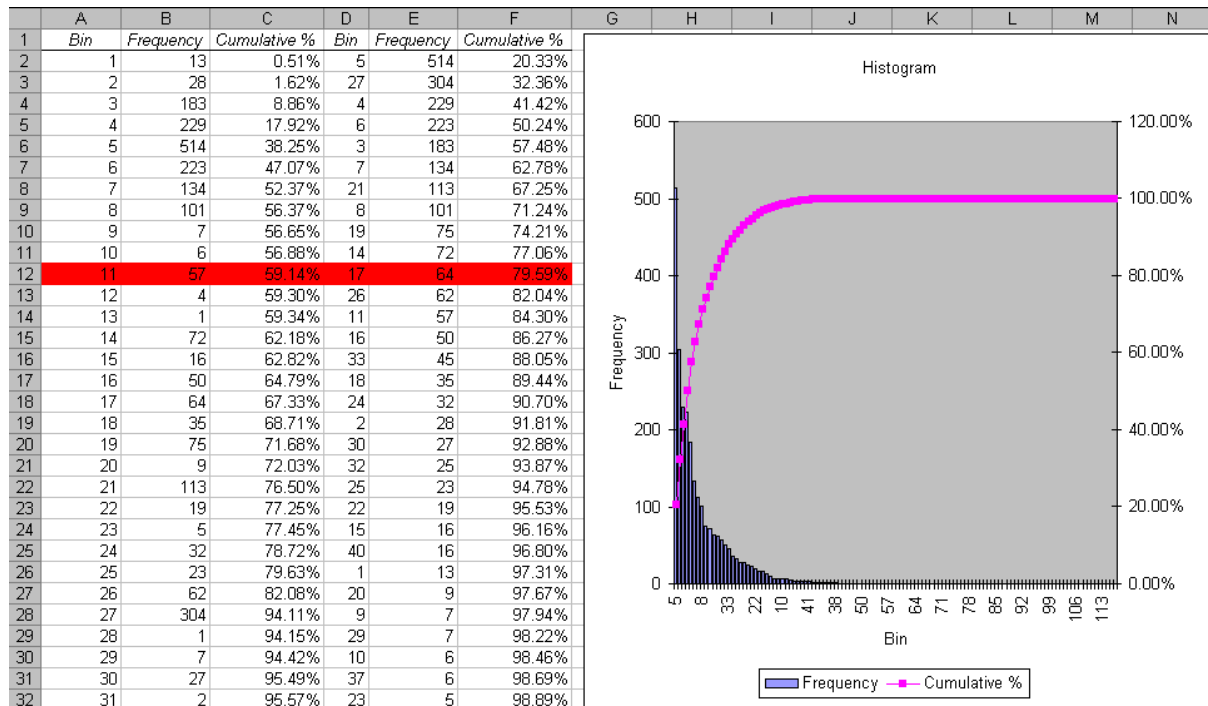 A B C D E F G H I J K L M N
1 Bin Frequency Cumulative % Bin Frequency Cumulative %
2 1 13 0.51% 5 514 20.33%
3 2 28 1.62% 27 304 32.36%
4 3 183 8.86% 4 229 41.42%
5 4 229 17.92% 6 223 50.24%
6 5 514 38.25% 3 183 57.48%
7 6 223 47.07% 7 134 62.78%
8 7 134 52.37% 21 113 67.25%
9 8 101 56.37% 8 101 71.24%
10 9 7 56.65% 19 75 74.21%
11 10 6 56.88% 14 72 77.06%
12 11 57 59.14% 17 64 79.59%
13 12 4 59.30% 26 62 82.04%
14 13 1 59.34% 11 57 84.30%
15 14 72 62.18% 16 50 86.27%
16 15 16 62.82% 33 45 88.05%
17 16 50 64.79% 18 35 89.44%
18 17 64 67.33% 24 32 90.70%
19 18 35 68.71% 2 28 91.81%
20 19 75 71.68% 30 27 92.88%
21 20 9 72.03% 32 25 93.87%
22 21 113 76.50% 25 23 94.78%
23 22 19 77.25% 22 19 95.53%
24 23 5 77.45% 15 16 96.16%
25 24 32 78.72% 40 16 96.80%
26 25 23 79.63% 1 13 97.31%
27 26 62 82.08% 20 9 97.67%
28 27 304 94.11% 9 7 97.94%
29 28 1 94.15% 29 7 98.22%
30 29 7 94.42% 10 6 98.46%
31 30 27 95.49% 37 6 98.69%
32 31 2 95.57% 23 5 98.89%
Histogram
600 120.00%
500 100.00%
400 80.00%
300 60.00%
200 40.00%
100 20.00%
0 0.00%
Frequency
5 8 33 22 10 41 38 50 57 64 71 78 85 92 99 106 113
Bin
Frequency Cumulative %